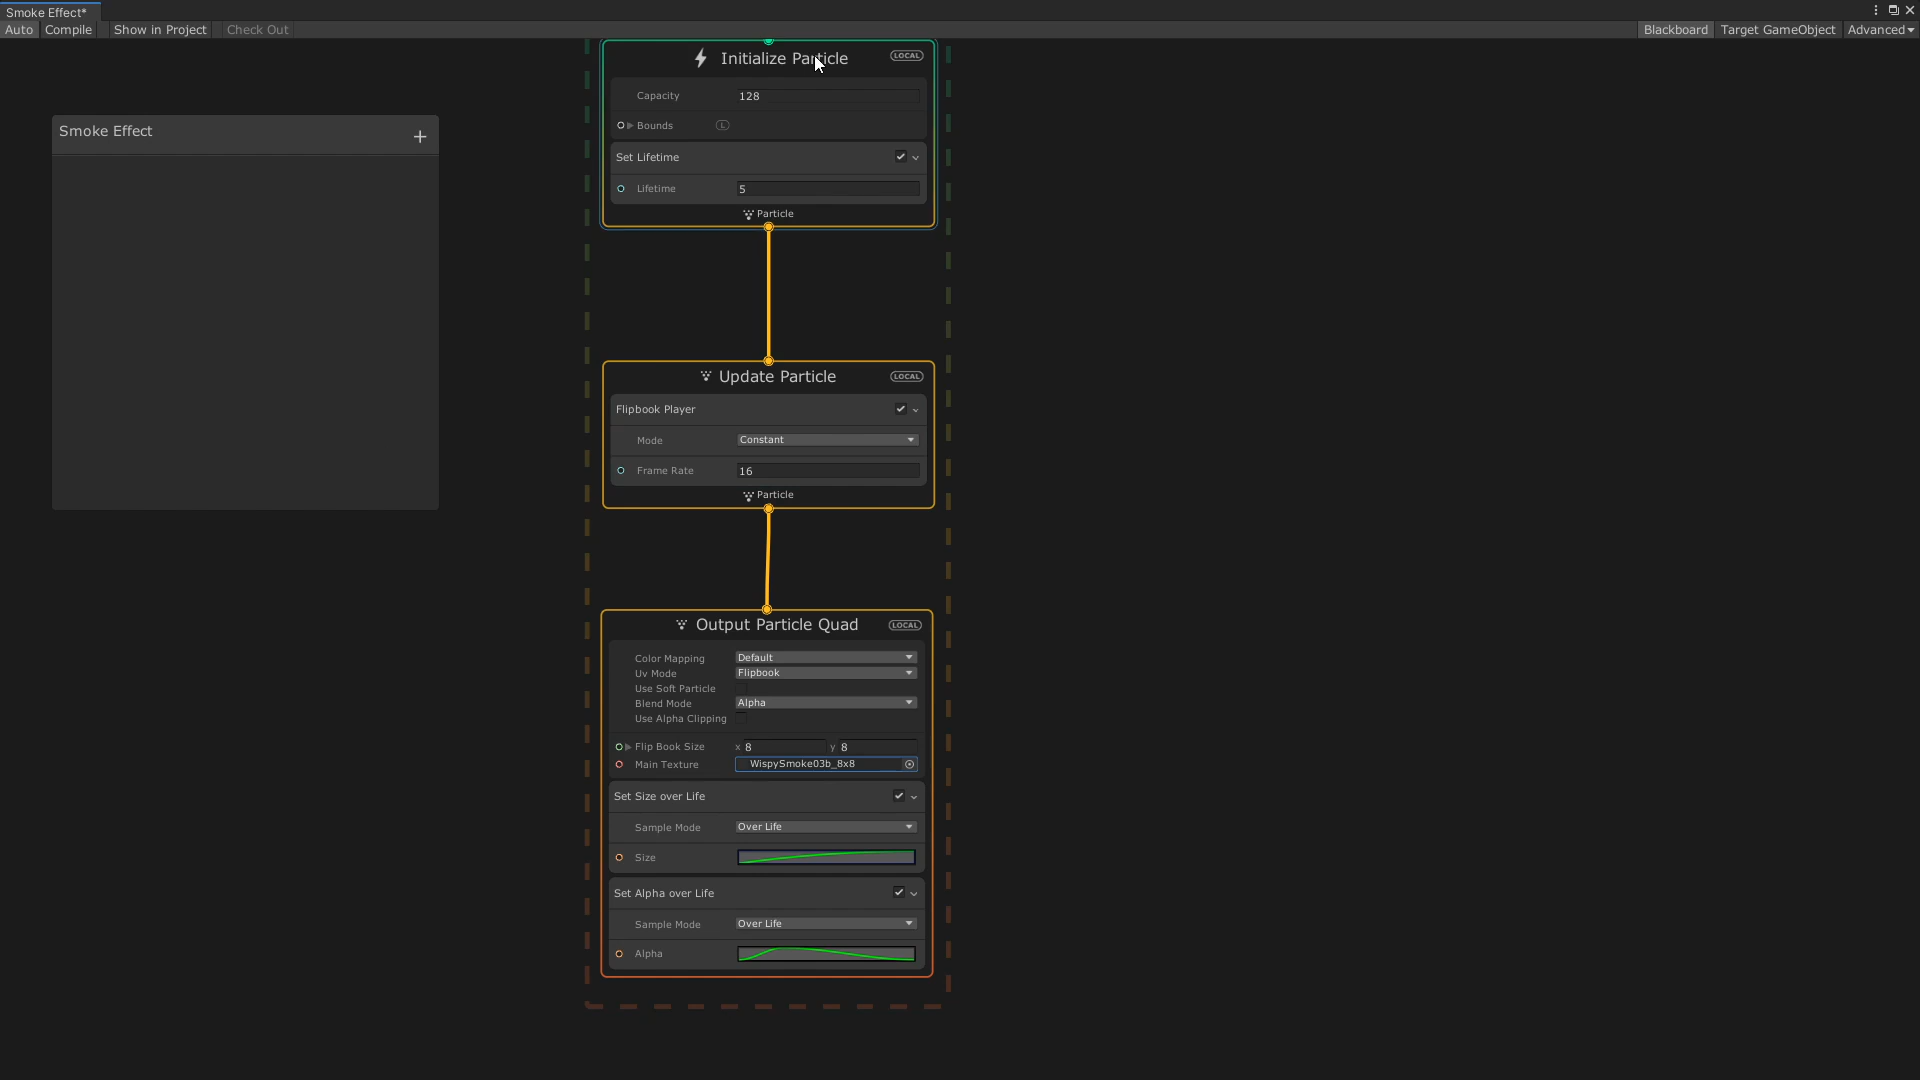 Smoke Effect*
Auto Compile Show in Project Check Out Blackboard Target GameObject Advanced
Smoke Effect
Initialize Particle LOCAL
Capacity 128
Bounds L
Set Lifetime
Lifetime 5
Particle
Update Particle LOCAL
Flipbook Player
Mode Constant
Frame Rate 16
Particle
Output Particle Quad LOCAL
Color Mapping Default
Uv Mode Flipbook
Use Soft Particle
Blend Mode Alpha
Use Alpha Clipping
Flip Book Size x 8 y 8
Main Texture WispySmoke03b_8x8
Set Size over Life
Sample Mode Over Life
Size
Set Alpha over Life
Sample Mode Over Life
Alpha